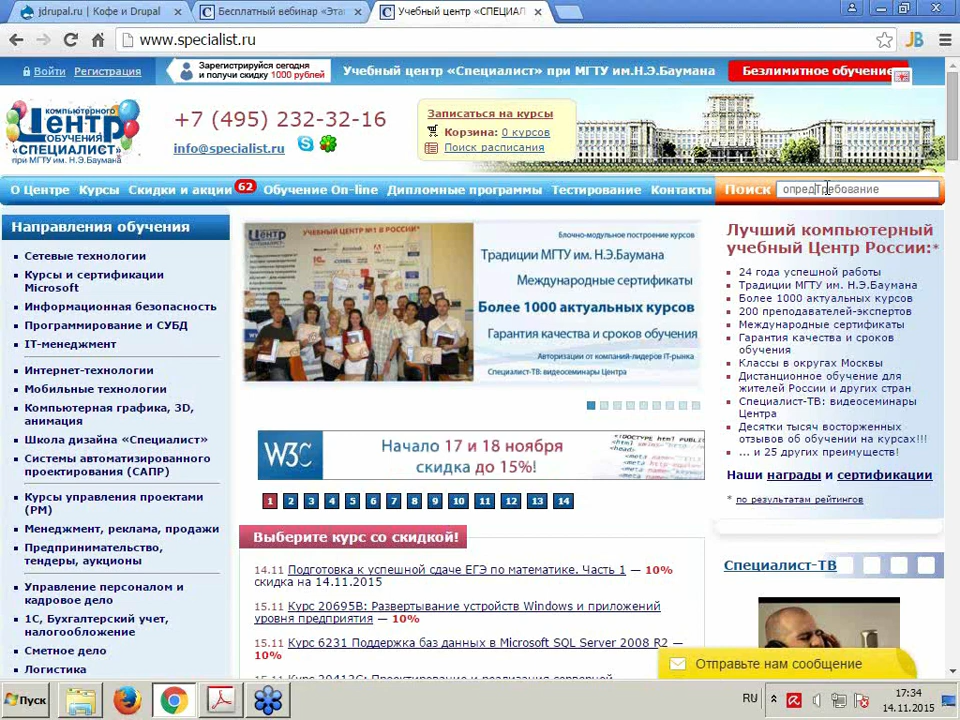 jdrupal.ru | Кофе и Drupal
Бесплатный вебинар «Эта
Учебный центр «СПЕЦИАЛ
www.specialist.ru
Войти Регистрация
Зарегистрируйся сегодня
и получи скидку 1000 рублей
Учебный центр «Специалист» при МГТУ им.Н.Э.Баумана
Безлимитное обучение
компьютерного
Центр
ОБУЧЕНИЯ
«СПЕЦИАЛИСТ»
при МГТУ им. Н.Э.Баумана
+7 (495) 232-32-16
info@specialist.ru
Записаться на курсы
Корзина: 0 курсов
Поиск расписания
О Центре Курсы Скидки и акции 62 Обучение On-line Дипломные программы Тестирование Контакты Поиск опредТребование
Направления обучения
Сетевые технологии
Курсы и сертификации
Microsoft
Информационная безопасность
Программирование и СУБД
IT-менеджмент
Интернет-технологии
Мобильные технологии
Компьютерная графика, 3D,
анимация
Школа дизайна «Специалист»
Системы автоматизированного
проектирования (САПР)
Курсы управления проектами
(PM)
Менеджмент, реклама, продажи
Предпринимательство,
тендеры, аукционы
Управление персоналом и
кадровое дело
1С, Бухгалтерский учет,
налогообложение
Сметное дело
Логистика
Центр
УЧЕБНЫЙ ЦЕНТР №1 В РОССИИ*
Блочно-модульное построение курсов
Традиции МГТУ им. Н.Э.Баумана
Международные сертификаты
Более 1000 актуальных курсов
Гарантия качества и сроков обучения
Авторизации от компаний-лидеров IT-рынка
Специалист-ТВ: видеосеминары Центра
W3C
Начало 17 и 18 ноября
скидка до 15%!
1 2 3 4 5 6 7 8 9 10 11 12 13 14
Выберите курс со скидкой!
14.11 Подготовка к успешной сдаче ЕГЭ по математике. Часть 1 — 10%
скидка на 14.11.2015
15.11 Курс 20695B: Развертывание устройств Windows и приложений
уровня предприятия — 10%
15.11 Курс 6231 Поддержка баз данных в Microsoft SQL Server 2008 R2 —
10%
Лучший компьютерный
учебный Центр России:*
24 года успешной работы
Традиции МГТУ им. Н.Э.Баумана
Более 1000 актуальных курсов
200 преподавателей-экспертов
Международные сертификаты
Гарантия качества и сроков
обучения
Классы в округах Москвы
Дистанционное обучение для
жителей России и других стран
Специалист-ТВ: видеосеминары
Центра
Десятки тысяч восторженных
отзывов об обучении на курсах!!!
... и 25 других преимуществ!
Наши награды и сертификации
* по результатам рейтингов
Специалист-ТВ
Отправьте нам сообщение
Пуск
RU
17:34
14.11.2015